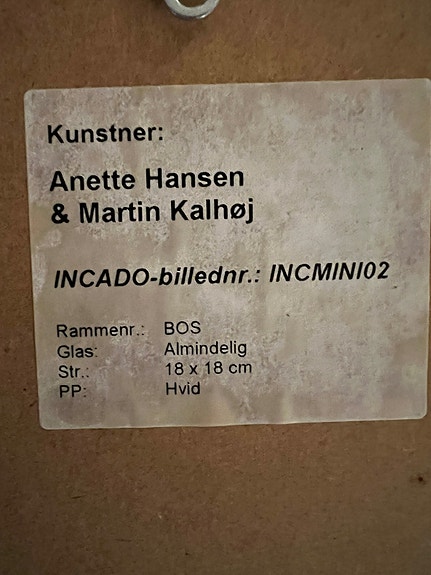 Kunstner:
Anette Hansen
& Martin Kalhøj
INCADO-billednr.: INCMINI02
Rammenr.: BOS
Glas: Almindelig
Str.: 18 x 18 cm
PP: Hvid